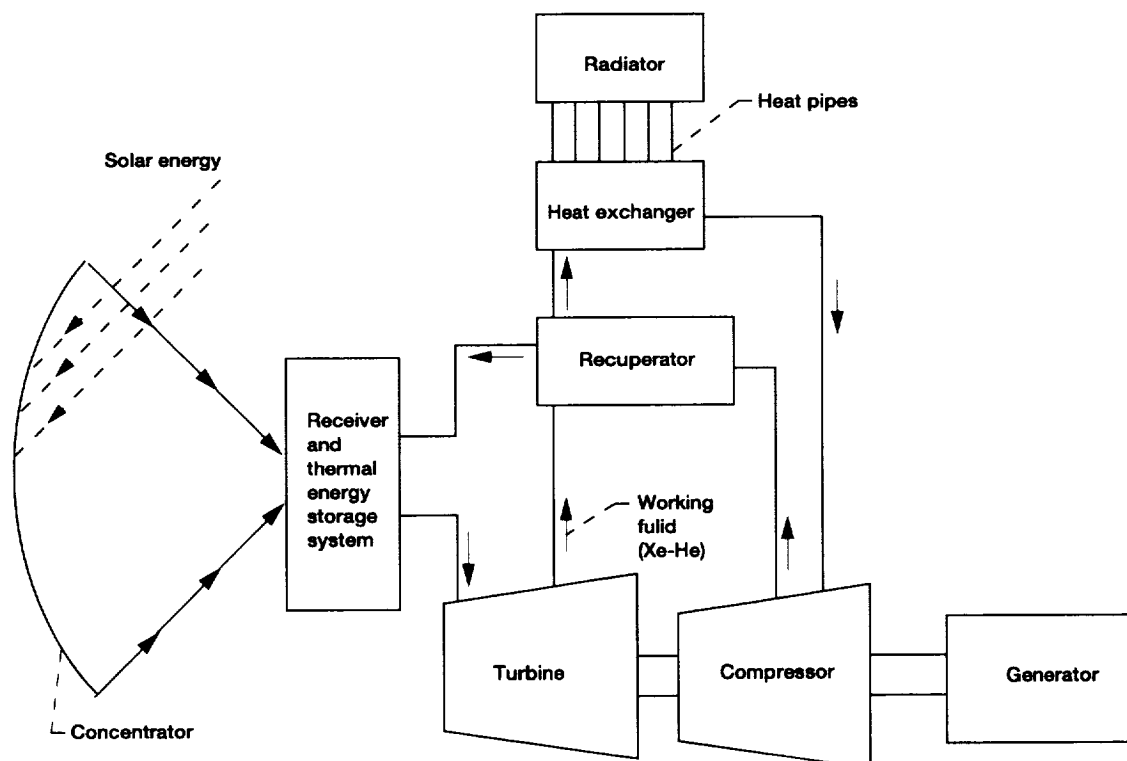 Radiator
Heat pipes
Solar energy
Heat exchanger
Recuperator
Receiver
and
thermal
energy
storage
system
Working
fulid
(Xe-He)
Turbine
Compressor
Generator
Concentrator